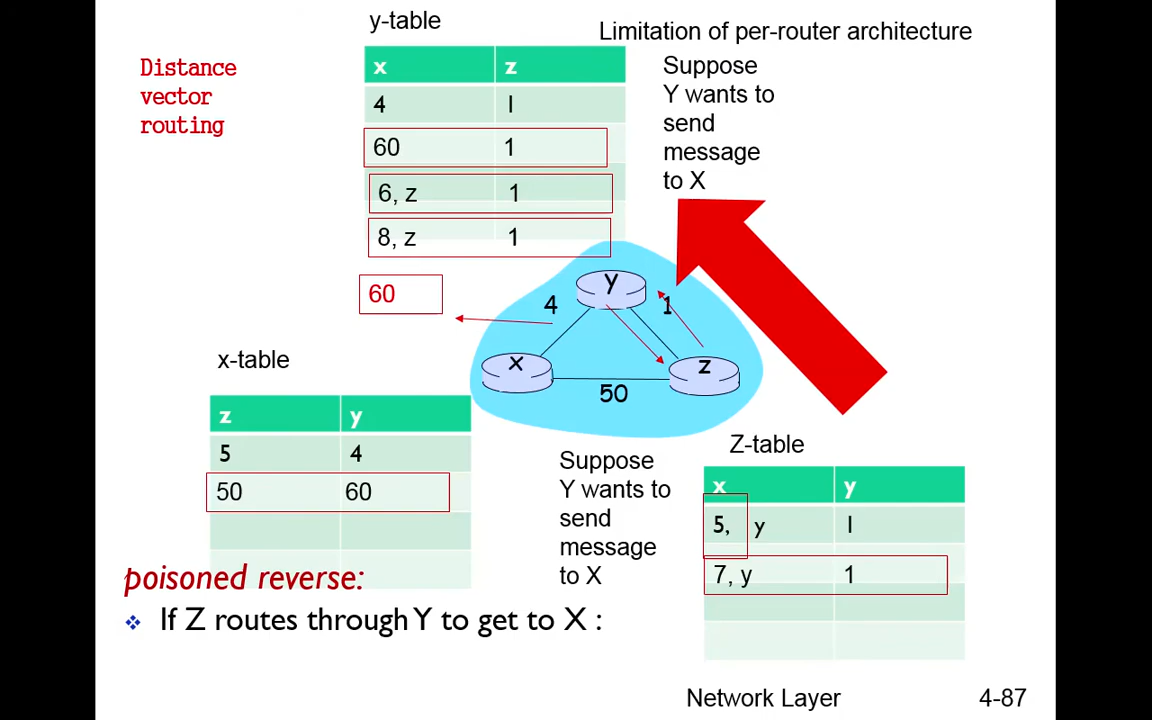 y-table
Limitation of per-router architecture
Distance
vector
routing
x z
4 1
60 1
6, z 1
8, z 1
60
Suppose
Y wants to
send
message
to X
y
4
1
x
z
50
x-table
z y
5 4
50 60
Suppose
Y wants to
send
message
to X
Z-table
x y
5, y 1
7, y 1
poisoned reverse:
❖ If Z routes through Y to get to X :
Network Layer 4-87